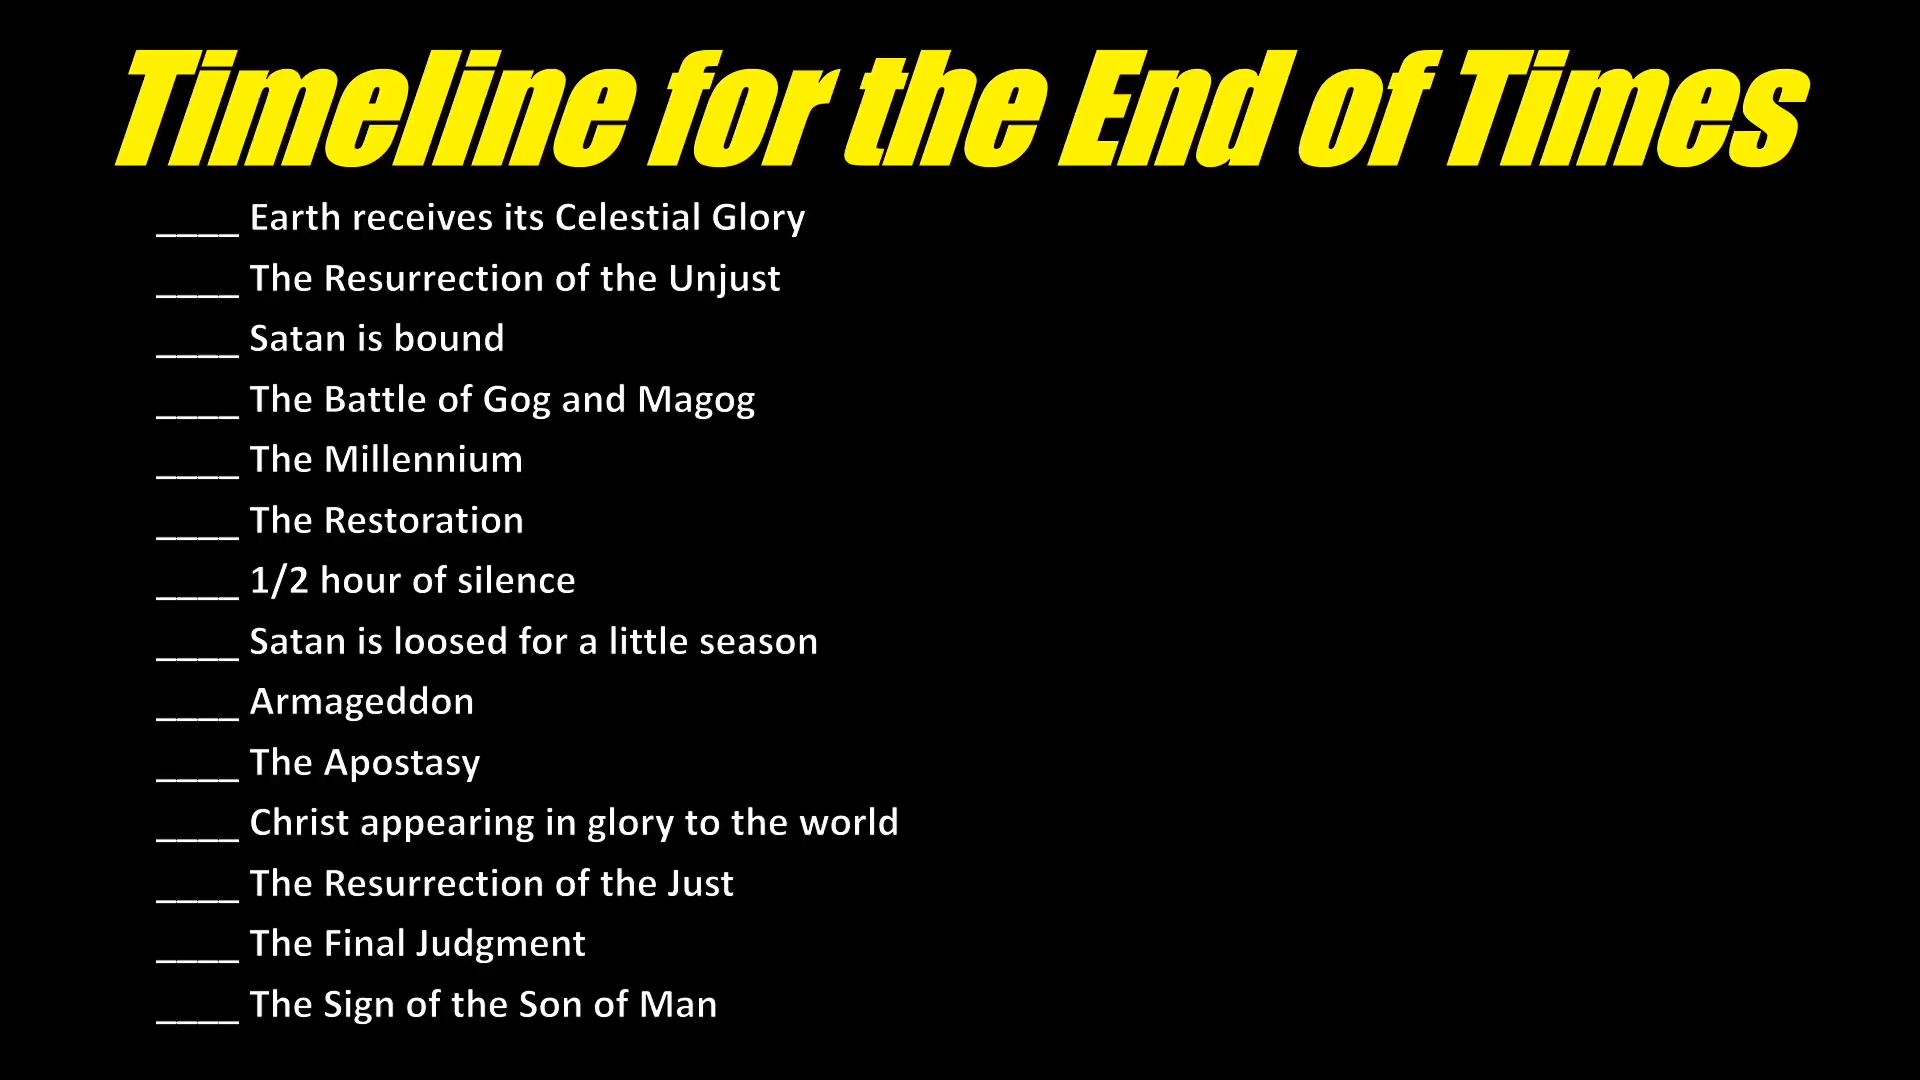 Timeline for the End of Times
____ Earth receives its Celestial Glory
____ The Resurrection of the Unjust
____ Satan is bound
____ The Battle of Gog and Magog
____ The Millennium
____ The Restoration
____ 1/2 hour of silence
____ Satan is loosed for a little season
____ Armageddon
____ The Apostasy
____ Christ appearing in glory to the world
____ The Resurrection of the Just
____ The Final Judgment
____ The Sign of the Son of Man